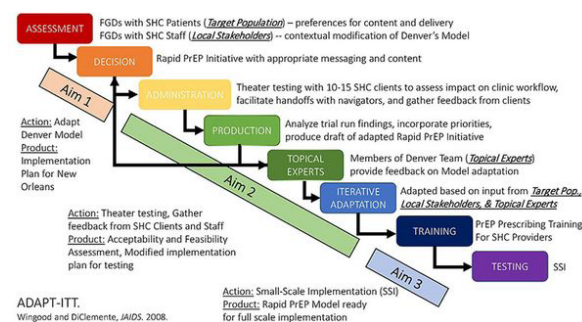 ASSESSMENT
FGDs with SHC Patients (Target Population) – preferences for content and delivery
FGDs with SHC Staff (Local Stakeholders) -- contextual modification of Denver's Model
DECISION
Rapid PrEP Initiative with appropriate messaging and content
ADMINISTRATION
Theater testing with 10-15 SHC clients to assess impact on clinic workflow,
facilitate handoffs with navigators, and gather feedback from clients
Aim 1
PRODUCTION
Analyze trial run findings, incorporate priorities,
produce draft of adapted Rapid PrEP Initiative
Action: Adapt
Denver Model
Product:
Implementation
Plan for New
Orleans
TOPICAL
EXPERTS
Members of Denver Team (Topical Experts)
provide feedback on Model adaptation
Aim 2
ITERATIVE
ADAPTATION
Adapted based on input from Target Pop.,
Local Stakeholders, & Topical Experts
Action: Theater testing, Gather
feedback from SHC Clients and Staff
Product: Acceptability and Feasibility
Assessment, Modified implementation
plan for testing
TRAINING
PrEP Prescribing Training
For SHC Providers
Aim 3
TESTING
SSI
Action: Small-Scale Implementation (SSI)
Product: Rapid PrEP Model ready
for full scale implementation
ADAPT-ITT.
Wingood and DiClemente, JAIDS. 2008.